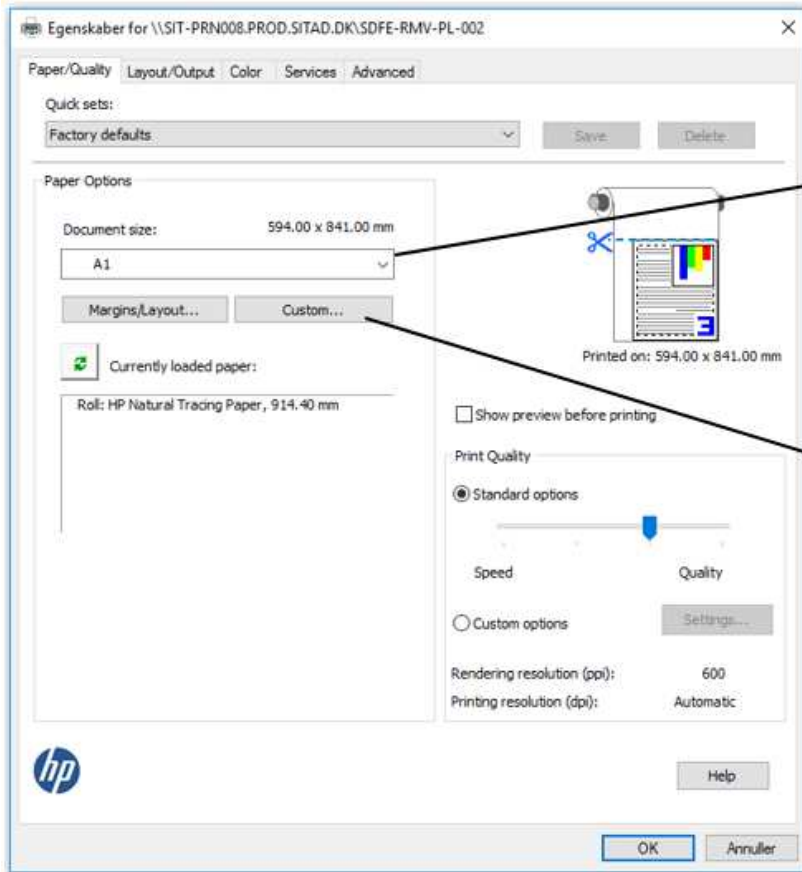 Egenskaber for \\SIT-PRN008.PROD.SITAD.DK\SDFE-RMV-PL-002
Paper/Quality Layout/Output Color Services Advanced
Quick sets:
Factory defaults Save Delete
Paper Options
Document size: 594.00 x 841.00 mm
A1
Margins/Layout... Custom...
Currently loaded paper:
Roll: HP Natural Tracing Paper, 914.40 mm
Printed on: 594.00 x 841.00 mm
Show preview before printing
Print Quality
Standard options
Speed Quality
Custom options Settings...
Rendering resolution (ppi): 600
Printing resolution (dpi): Automatic
hp
Help
OK Annuller